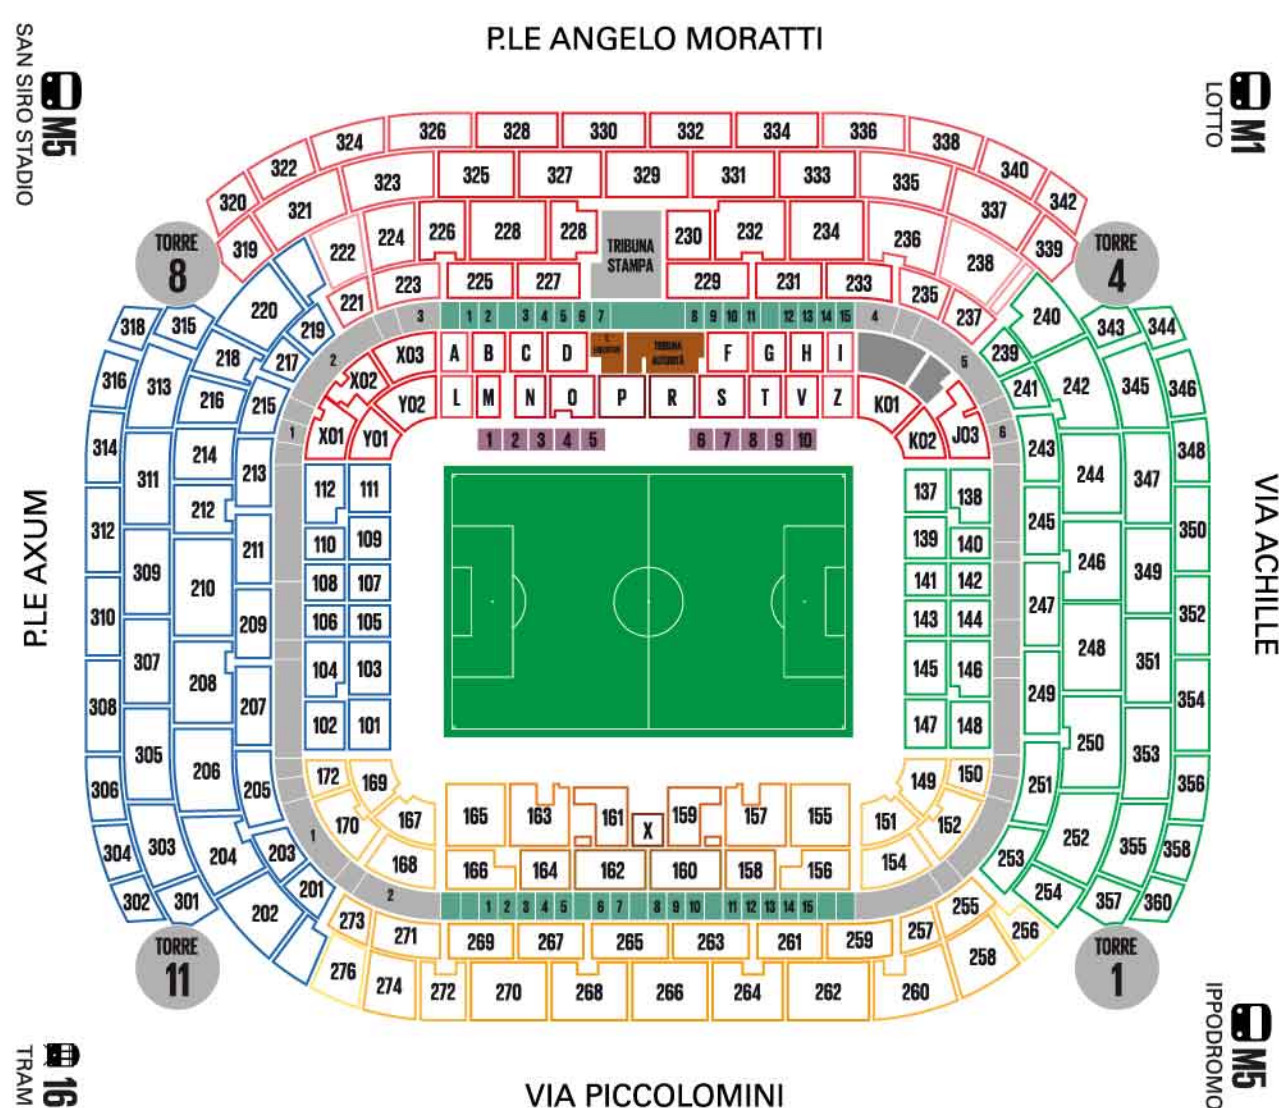 P.LE ANGELO MORATTI
SAN SIRO STADIO
M5
LOTTO
M1
326 328 330 332 334 336
324 338
322 340
320 342
323 325 327 329 331 333 335
321 337
319 339
TORRE
8
TORRE
4
222 224 226 228 228
TRIBUNA
STAMPA
230 232 234 236 238
221 223 225 227 229 231 233 235 237
220 219 218 217 216 215 214 213 212 211 210 209 208 207 206 205 204 203 202 201
318 315 316 313 314 311 312 309 310 307 308 305 306 303 304 302 301
3 1 2 3 4 5 6 7 8 9 10 11 12 13 14 15 4
2 5
1 6
X03 A B C D
TRIBUNA
AUTORITÀ
F G H I
X02 Y02 L M N O P R S T V Z K01
X01 Y01 K02 J03
1 2 3 4 5 6 7 8 9 10
112 111 137 138
110 109 139 140
108 107 141 142
106 105 143 144
104 103 145 146
102 101 147 148
240 239 241 242 243 244 245 246 247 248 249 250 251 252 253 254
343 344 345 346 347 348 349 350 351 352 353 354 355 356 357 358 360
P.LE AXUM
VIA ACHILLE
172 169 149 150
170 167 165 163 161 X 159 157 155 151 152
168 166 164 162 160 158 156 154
1
2 1 2 3 4 5 6 7 8 9 10 11 12 13 14 15
273 271 269 267 265 263 261 259 257 255
276 274 272 270 268 266 264 262 260 258 256
TORRE
11
TORRE
1
TRAM
16
IPPODROMO
M5
VIA PICCOLOMINI